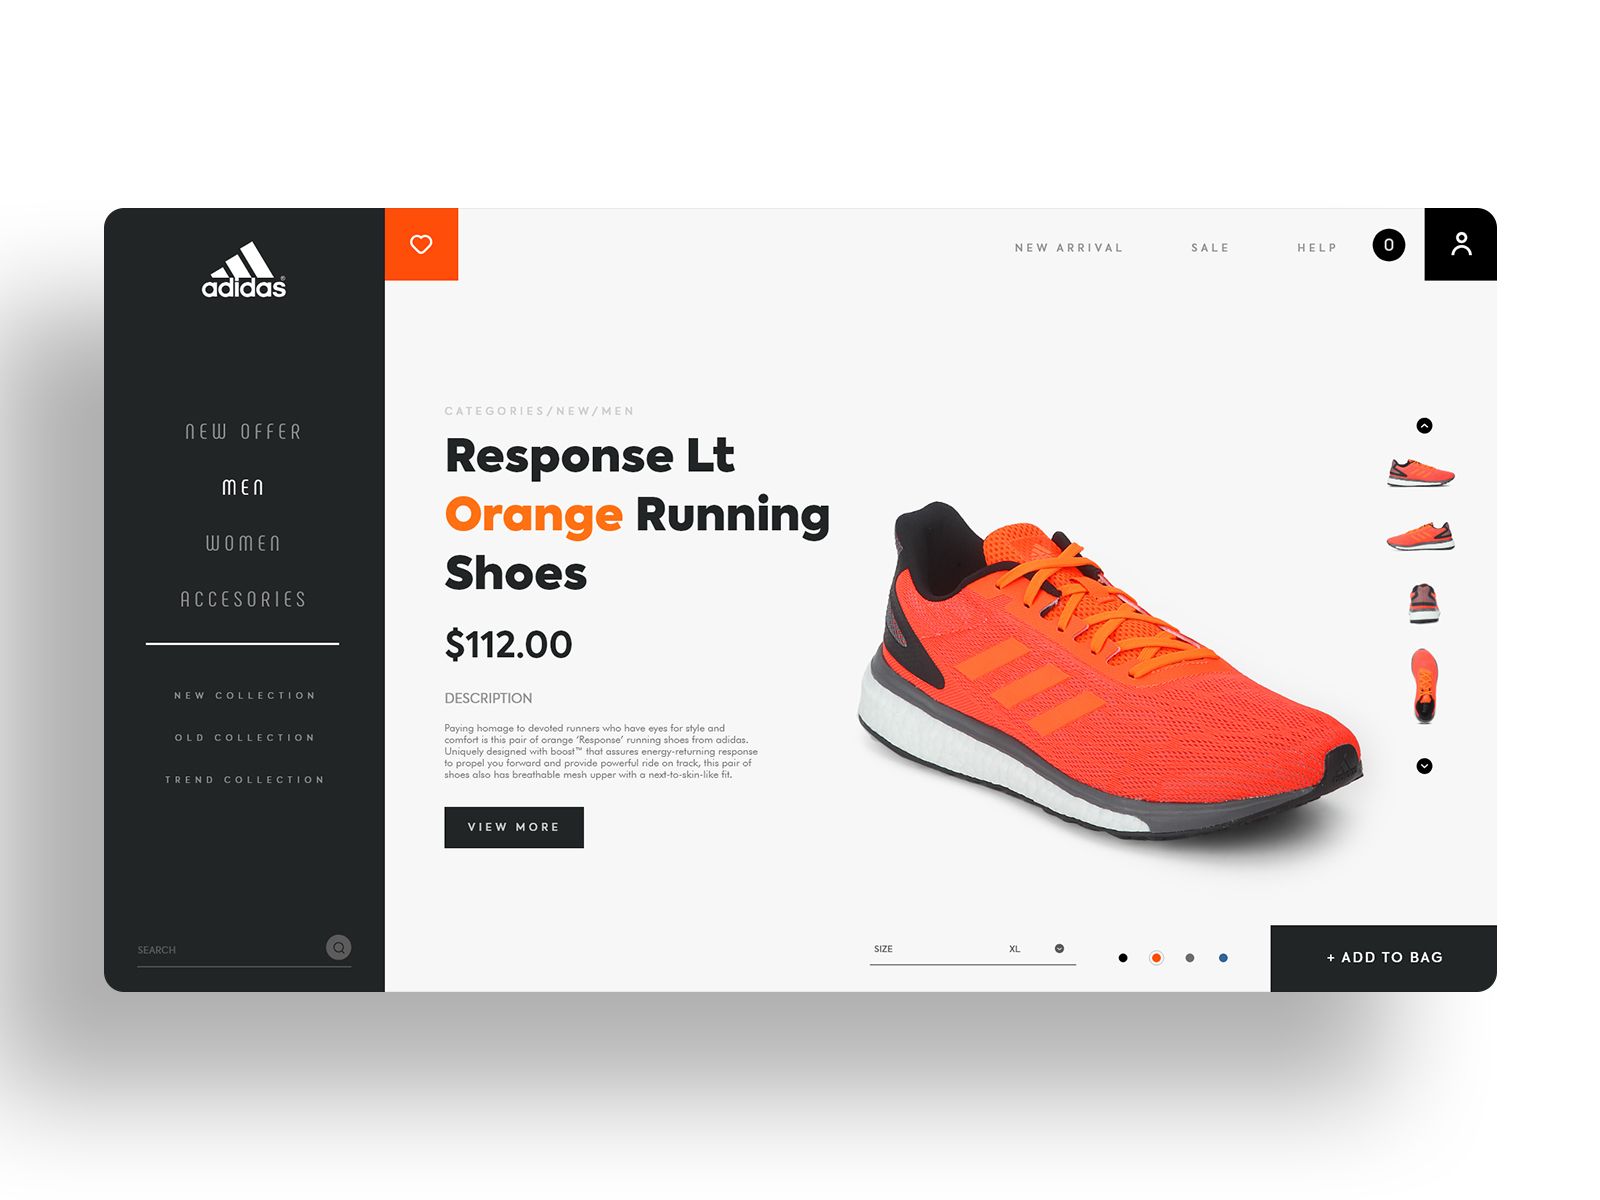 adidas®
NEW OFFER
MEN
WOMEN
ACCESORIES
NEW COLLECTION
OLD COLLECTION
TREND COLLECTION
SEARCH
NEW ARRIVAL
SALE
HELP
0
CATEGORIES/NEW/MEN
Response Lt
Orange Running
Shoes
$112.00
DESCRIPTION
Paying homage to devoted runners who have eyes for style and
comfort is this pair of orange ‘Response’ running shoes from adidas.
Uniquely designed with boost™ that assures energy-returning response
to propel you forward and provide powerful ride on track, this pair of
shoes also has breathable mesh upper with a next-to-skin-like fit.
VIEW MORE
SIZE
XL
+ ADD TO BAG